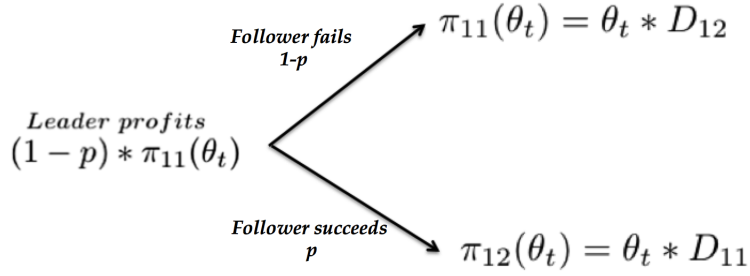 Follower fails
1-p
π₁₁(θₜ) = θₜ * D₁₂
Leader profits
(1 − p) * π₁₁(θₜ)
Follower succeeds
p
π₁₂(θₜ) = θₜ * D₁₁